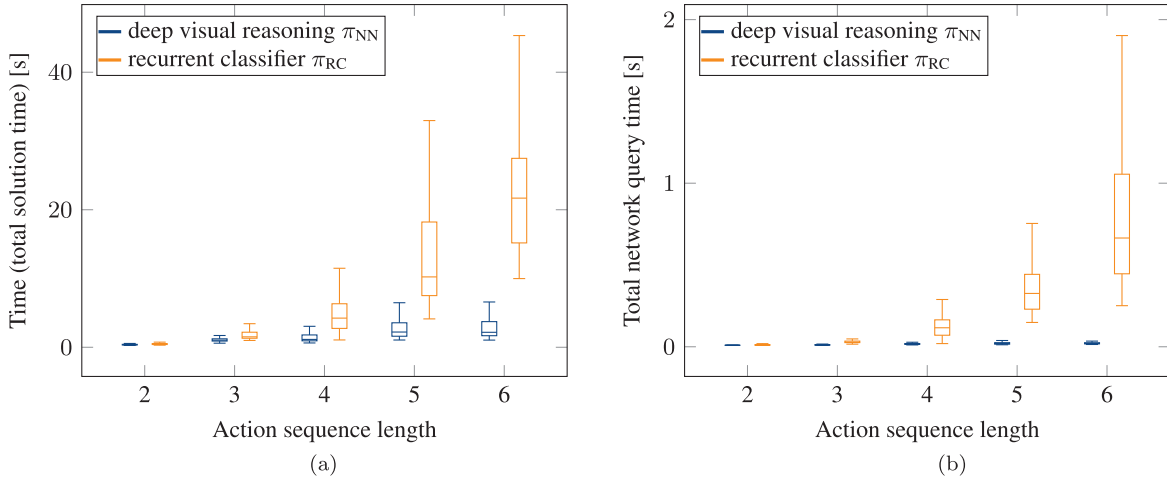 deep visual reasoning πNN
recurrent classifier πRC
Time (total solution time) [s]
40
20
0
2 3 4 5 6
Action sequence length
(a)
deep visual reasoning πNN
recurrent classifier πRC
Total network query time [s]
2
1
0
2 3 4 5 6
Action sequence length
(b)